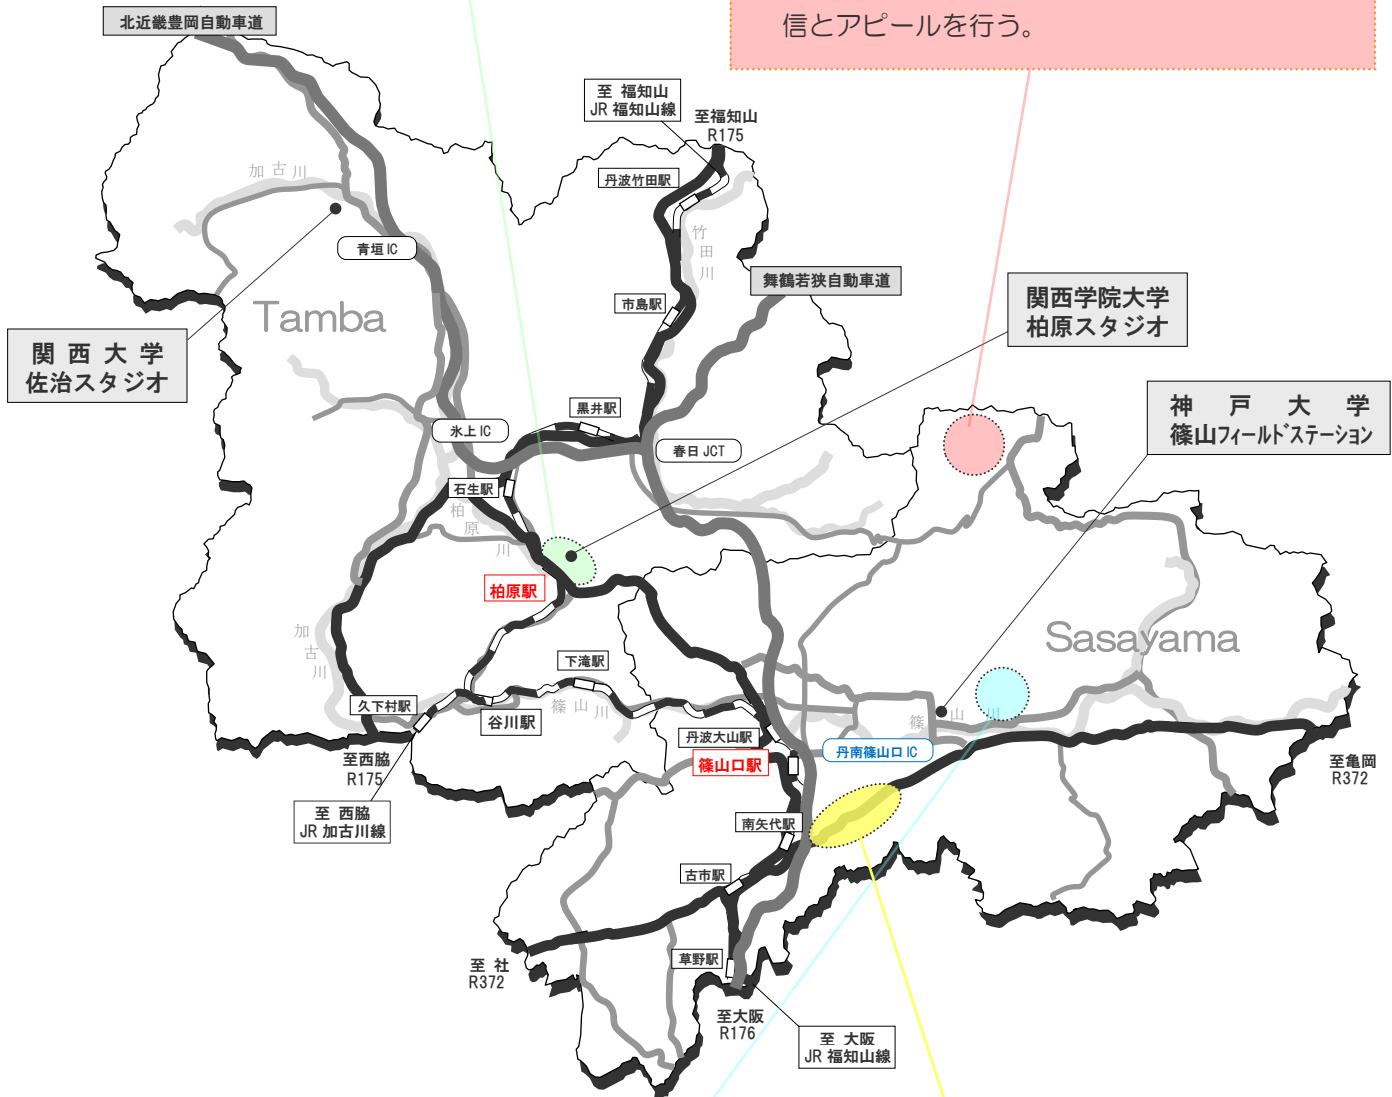 信とアピールを行う。
北近畿豊岡自動車道
至 福知山
JR 福知山線
至福知山
R175
丹波竹田駅
加古川
竹田川
青垣 IC
舞鶴若狭自動車道
関西学院大学
柏原スタジオ
市島駅
Tamba
関 西 大 学
佐治スタジオ
神 戸 大 学
篠山フィールドステーション
黒井駅
氷上 IC
春日 JCT
石生駅
柏原川
柏原駅
加古川
Sasayama
下滝駅
篠山川
久下村駅
谷川駅
篠山川
丹波大山駅
丹南篠山口 IC
篠山口駅
至西脇
R175
至亀岡
R372
至 西脇
JR 加古川線
南矢代駅
古市駅
草野駅
至 社
R372
至大阪
R176
至 大阪
JR 福知山線